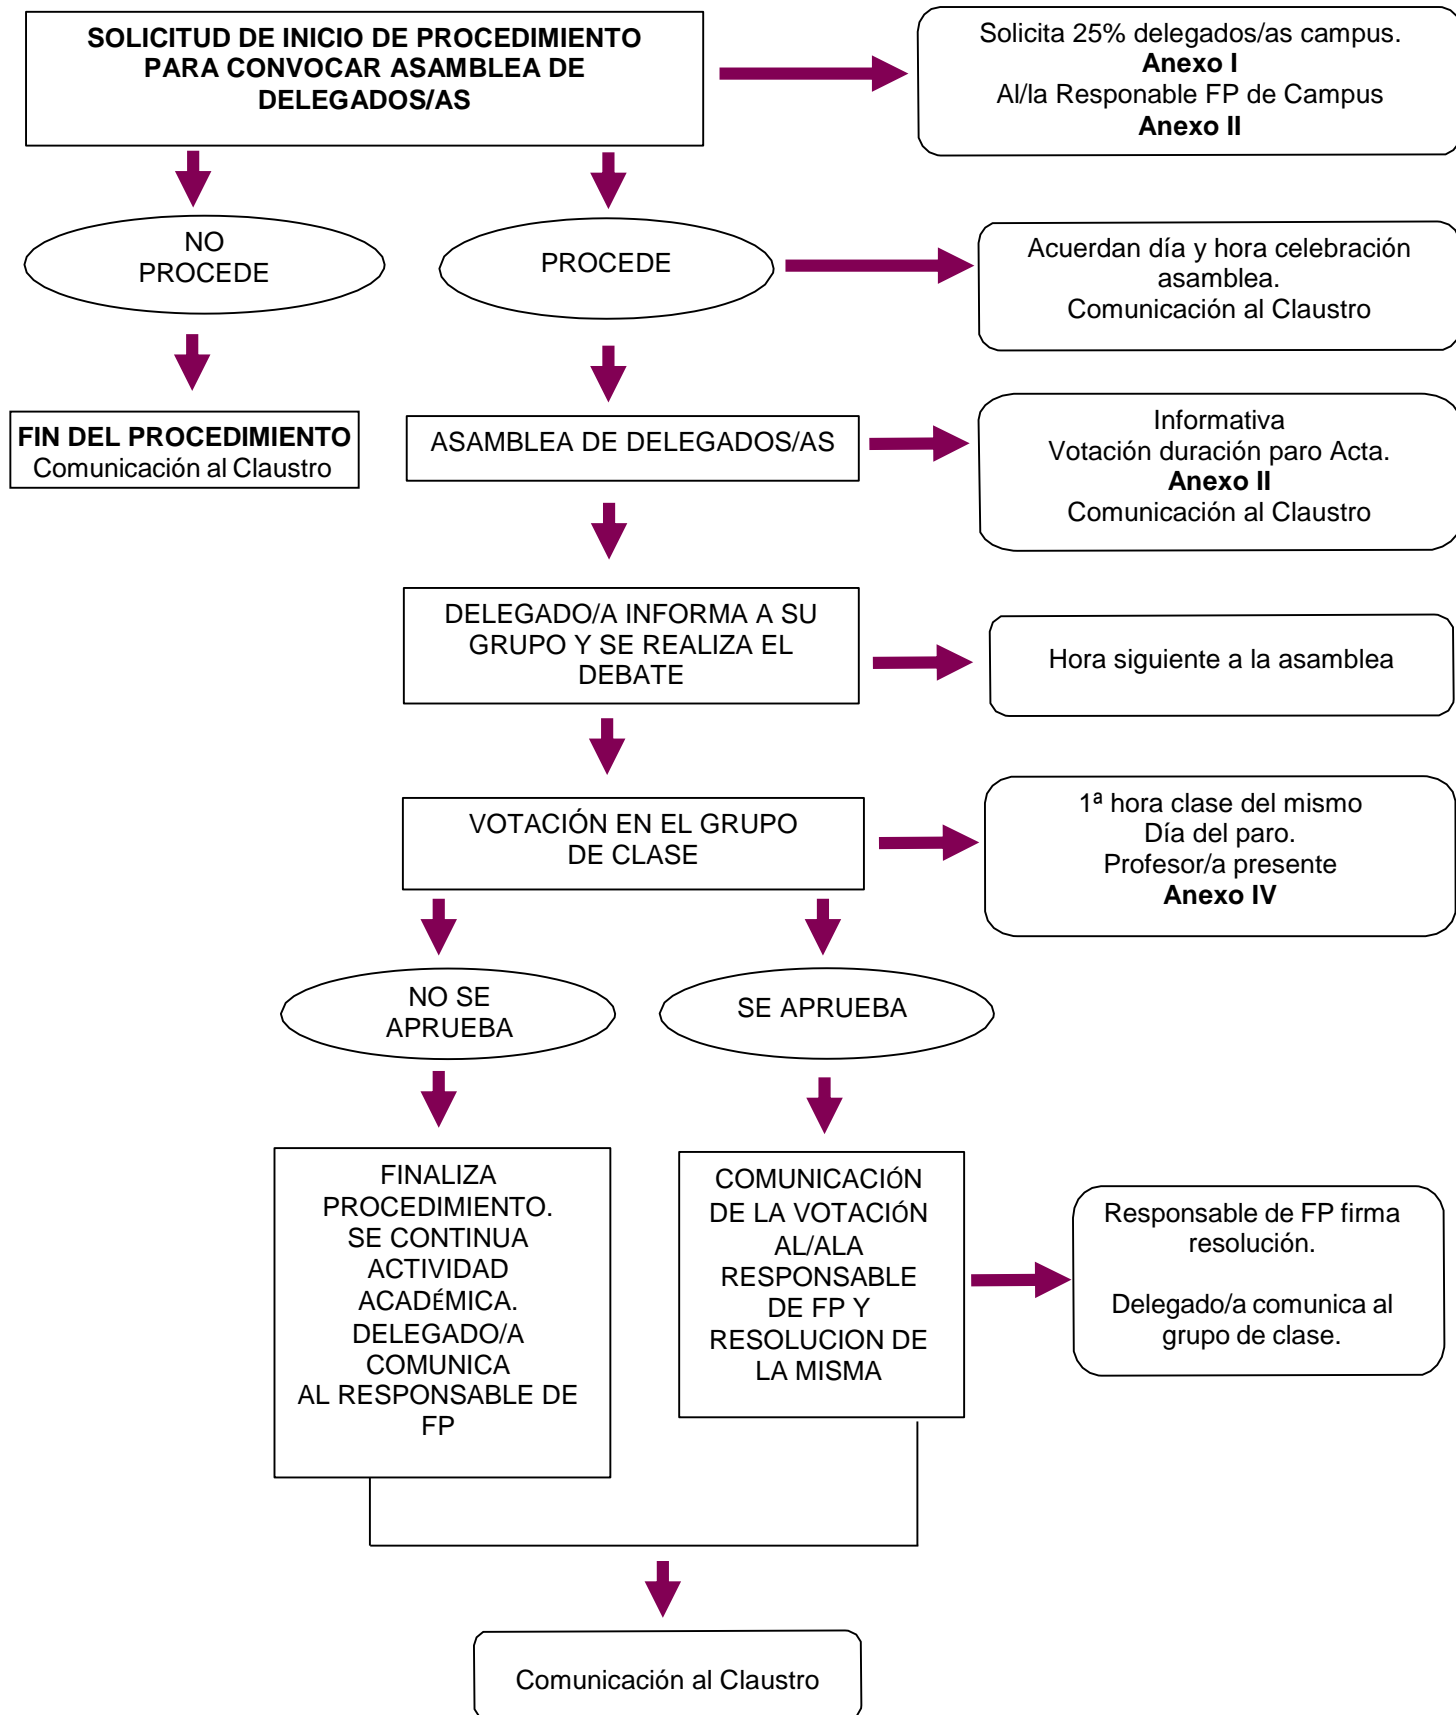 SOLICITUD DE INICIO DE PROCEDIMIENTO
PARA CONVOCAR ASAMBLEA DE
DELEGADOS/AS
Solicita 25% delegados/as campus.
Anexo I
Al/la Responable FP de Campus
Anexo II
NO
PROCEDE
PROCEDE
Acuerdan día y hora celebración
asamblea.
Comunicación al Claustro
FIN DEL PROCEDIMIENTO
Comunicación al Claustro
ASAMBLEA DE DELEGADOS/AS
Informativa
Votación duración paro Acta.
Anexo II
Comunicación al Claustro
DELEGADO/A INFORMA A SU
GRUPO Y SE REALIZA EL
DEBATE
Hora siguiente a la asamblea
VOTACIÓN EN EL GRUPO
DE CLASE
1ª hora clase del mismo
Día del paro.
Profesor/a presente
Anexo IV
NO SE
APRUEBA
SE APRUEBA
FINALIZA
PROCEDIMIENTO.
SE CONTINUA
ACTIVIDAD
ACADÉMICA.
DELEGADO/A
COMUNICA
AL RESPONSABLE DE
FP
COMUNICACIÓN
DE LA VOTACIÓN
AL/ALA
RESPONSABLE
DE FP Y
RESOLUCION DE
LA MISMA
Responsable de FP firma
resolución.
Delegado/a comunica al
grupo de clase.
Comunicación al Claustro